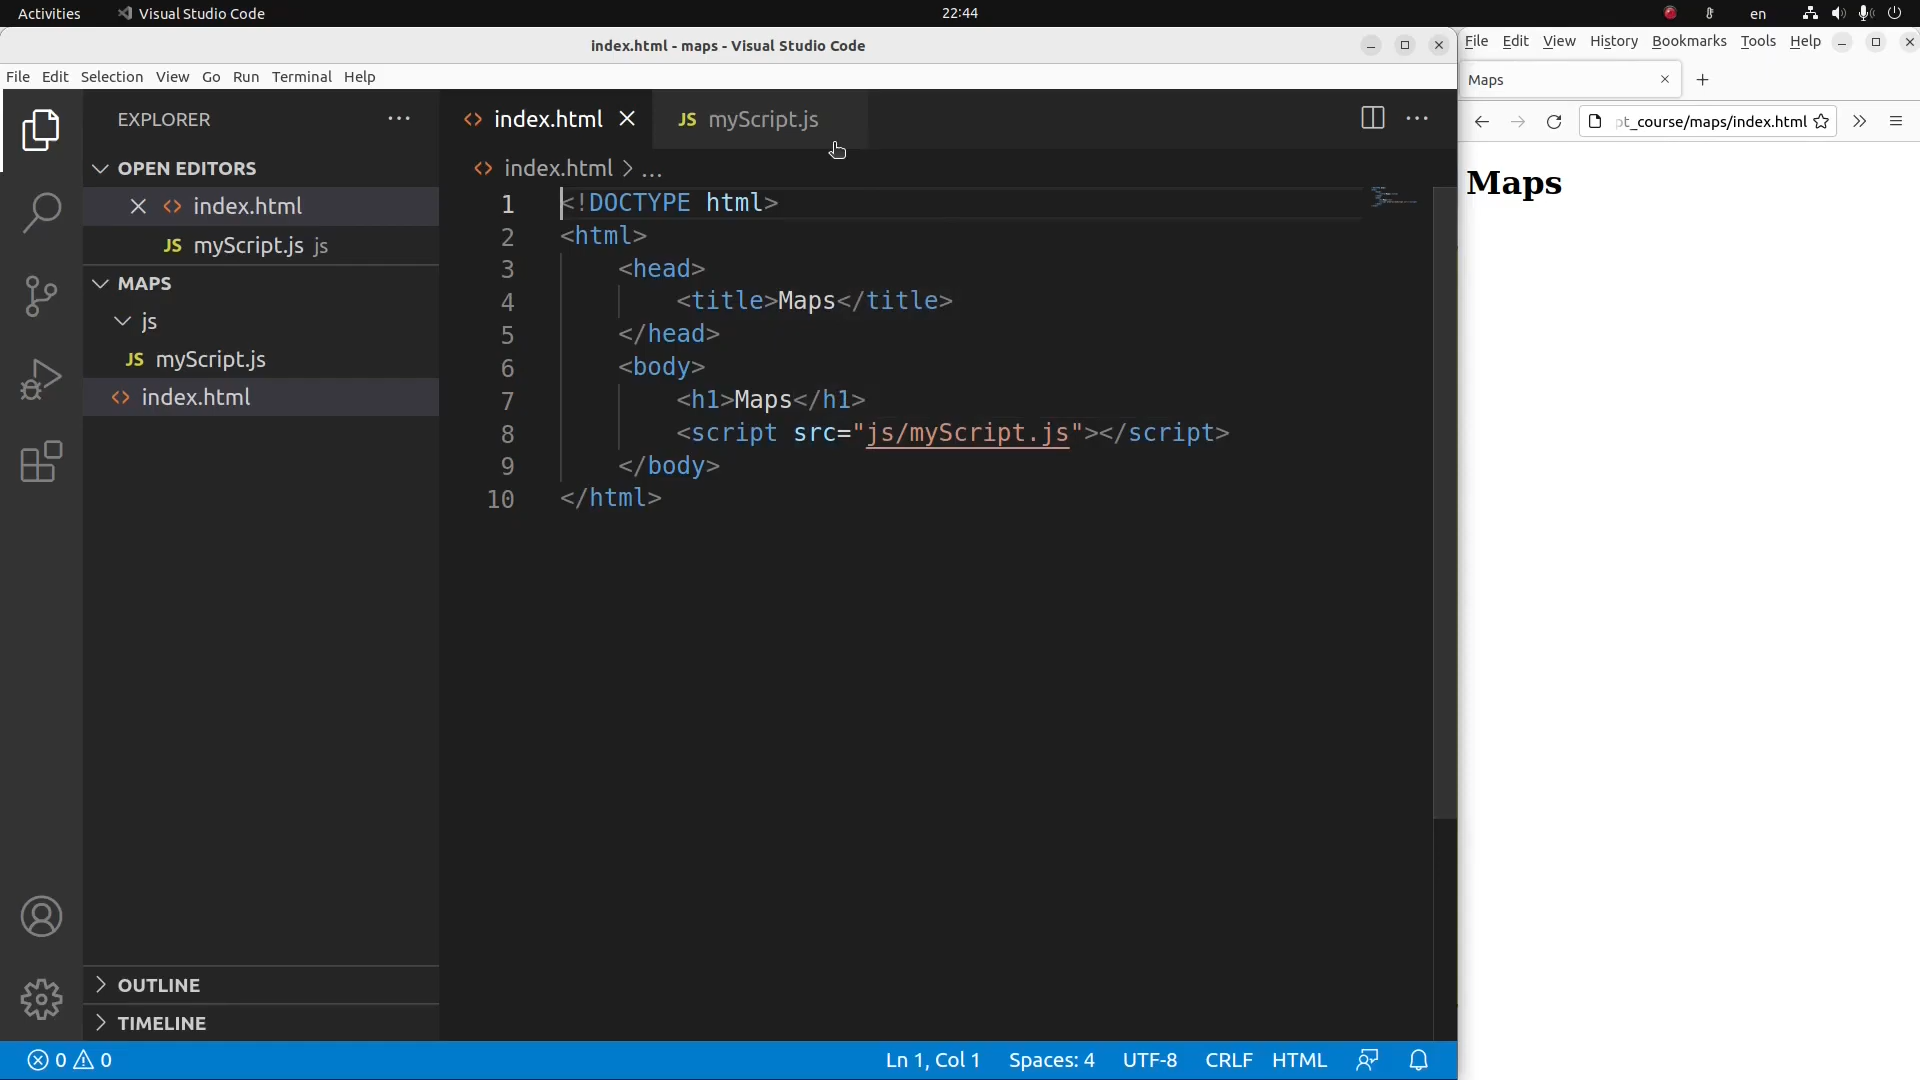 Activities
Visual Studio Code
22:44
en
index.html - maps - Visual Studio Code
File Edit Selection View Go Run Terminal Help
EXPLORER
OPEN EDITORS
index.html
JS myScript.js js
MAPS
js
JS myScript.js
index.html
OUTLINE
TIMELINE
index.html
JS myScript.js
index.html > ...
1 <!DOCTYPE html>
2 <html>
3 <head>
4 <title>Maps</title>
5 </head>
6 <body>
7 <h1>Maps</h1>
8 <script src="js/myScript.js"></script>
9 </body>
10 </html>
0 0
Ln 1, Col 1 Spaces: 4 UTF-8 CRLF HTML
File Edit View History Bookmarks Tools Help
Maps
pt_course/maps/index.html
Maps